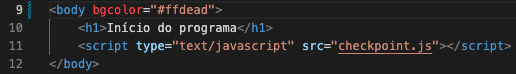 9 <body bgcolor="#ffdead">
10 <h1>Início do programa</h1>
11 <script type="text/javascript" src="checkpoint.js"></script>
12 </body>